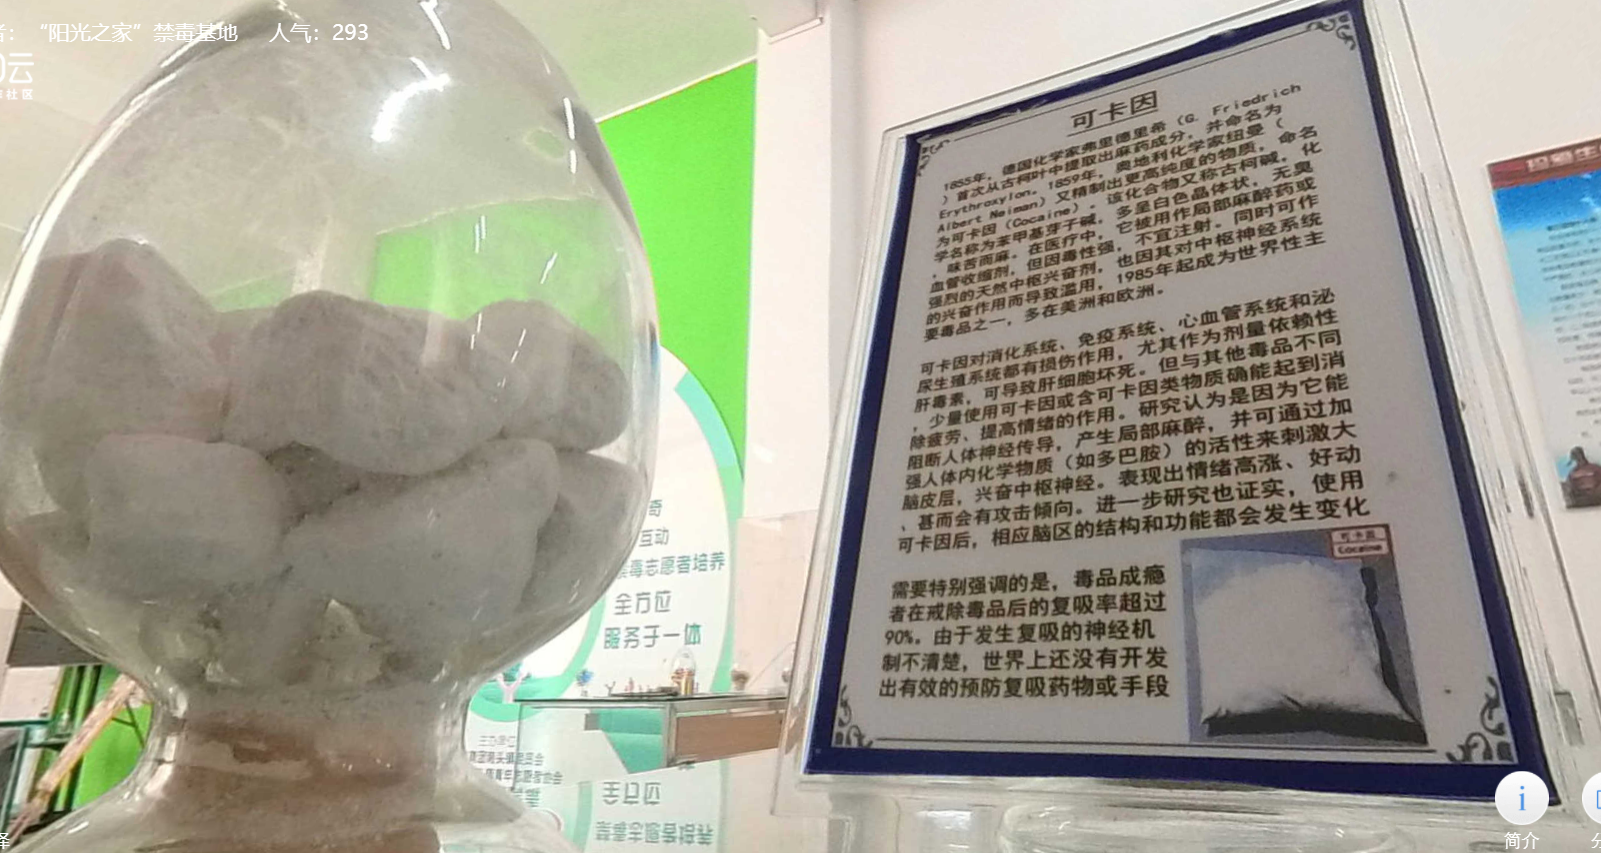 “阳光之家”禁毒基地 人气：293
云
社区
可卡因
1855年，德国化学家弗里德里希（G. Friedrich
）首次从古柯叶中提取出麻药成分，并命名为
Erythroxylon。1859年，奥地利化学家纽曼（
Albert Neiman）又精制出更高纯度的物质，命名
为可卡因（Cocaine）。该化合物又称古柯碱，化
学名称为苯甲基芽子碱，多呈白色晶体状，无臭
，味苦而麻。在医疗中，它被用作局部麻醉药或
血管收缩剂，但因毒性强，不宜注射。同时可作
强烈的天然中枢兴奋剂，也因其对中枢神经系统
的兴奋作用而导致滥用，1985年起成为世界性主
要毒品之一，多在美洲和欧洲。
可卡因对消化系统、免疫系统、心血管系统和泌
尿生殖系统都有损伤作用，尤其作为剂量依赖性
肝毒素，可导致肝细胞坏死。但与其他毒品不同
，少量使用可卡因或含可卡因类物质确能起到消
除疲劳、提高情绪的作用。研究认为是因为它能
阻断人体神经传导，产生局部麻醉，并可通过加
强人体内化学物质（如多巴胺）的活性来刺激大
脑皮层，兴奋中枢神经。表现出情绪高涨、好动
、甚而会有攻击倾向。进一步研究也证实，使用
可卡因后，相应脑区的结构和功能都会发生变化
需要特别强调的是，毒品成瘾
者在戒除毒品后的复吸率超过
90%。由于发生复吸的神经机
制不清楚，世界上还没有开发
出有效的预防复吸药物或手段
可卡因
Cocaine
互动
禁毒志愿者培养
全方位
服务于一体
主办单位
简介